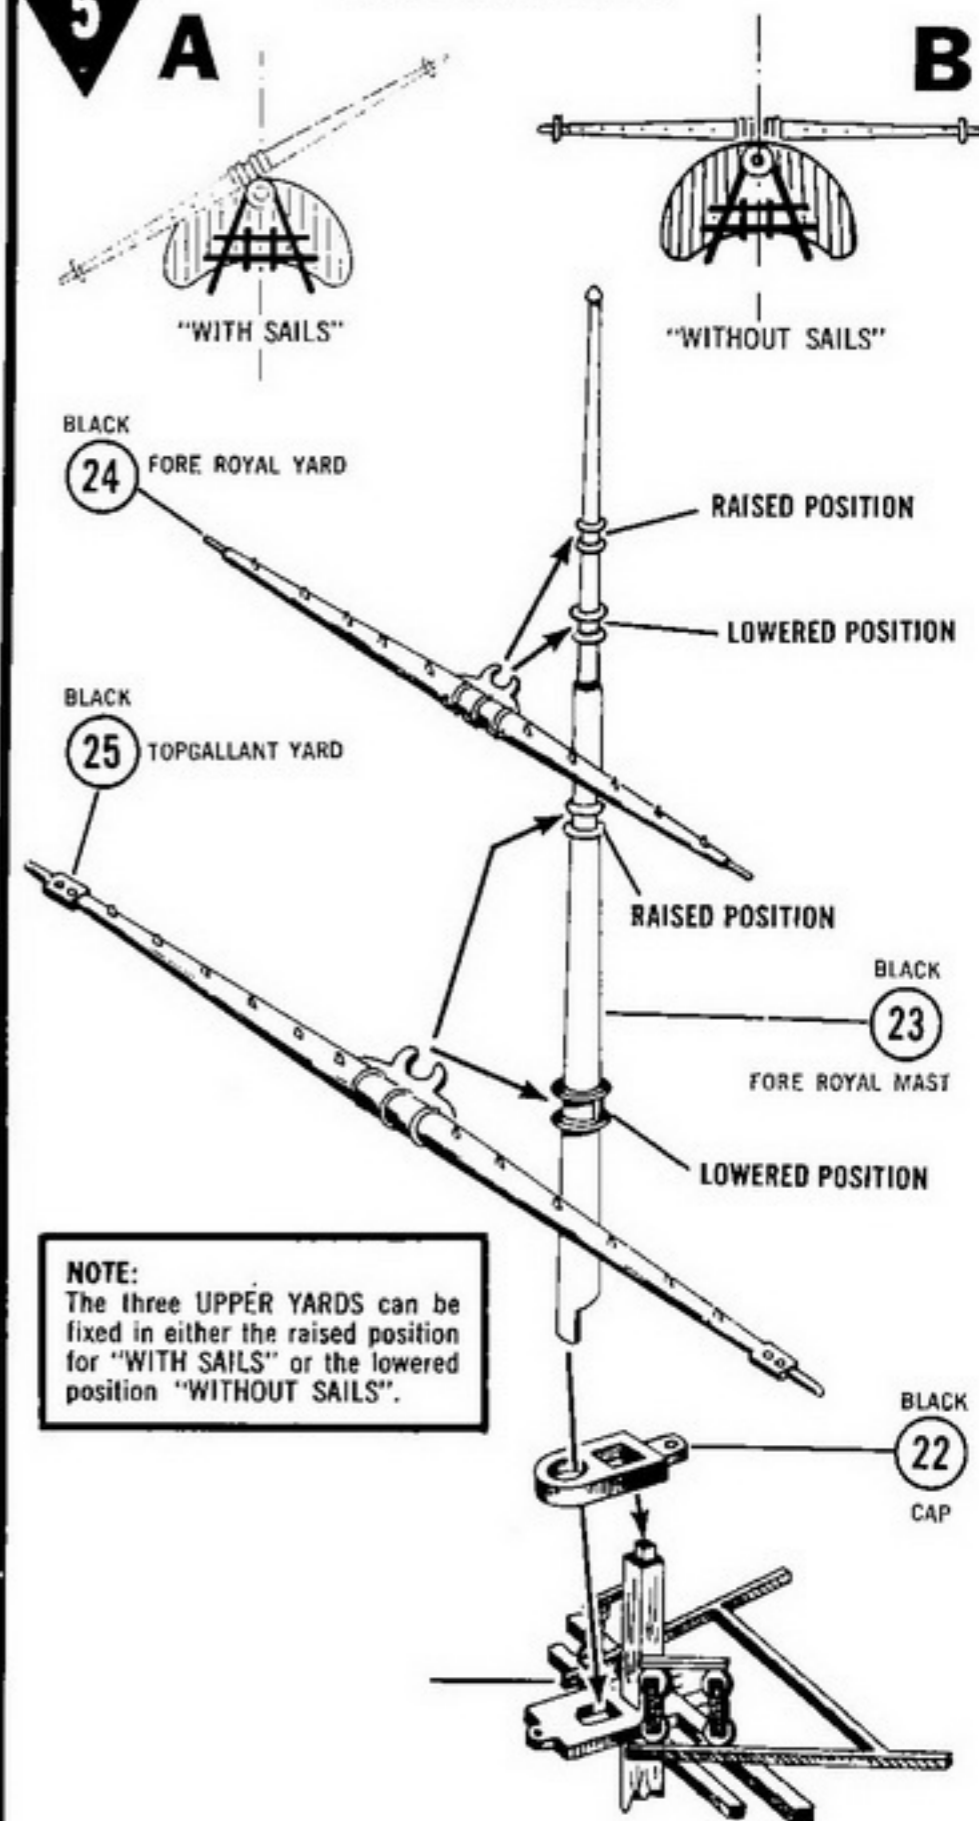 5
A
B
"WITH SAILS"
"WITHOUT SAILS"
BLACK
24
FORE ROYAL YARD
RAISED POSITION
LOWERED POSITION
BLACK
25
TOPGALLANT YARD
RAISED POSITION
BLACK
23
FORE ROYAL MAST
LOWERED POSITION
NOTE:
The three UPPER YARDS can be
fixed in either the raised position
for "WITH SAILS" or the lowered
position "WITHOUT SAILS".
BLACK
22
CAP